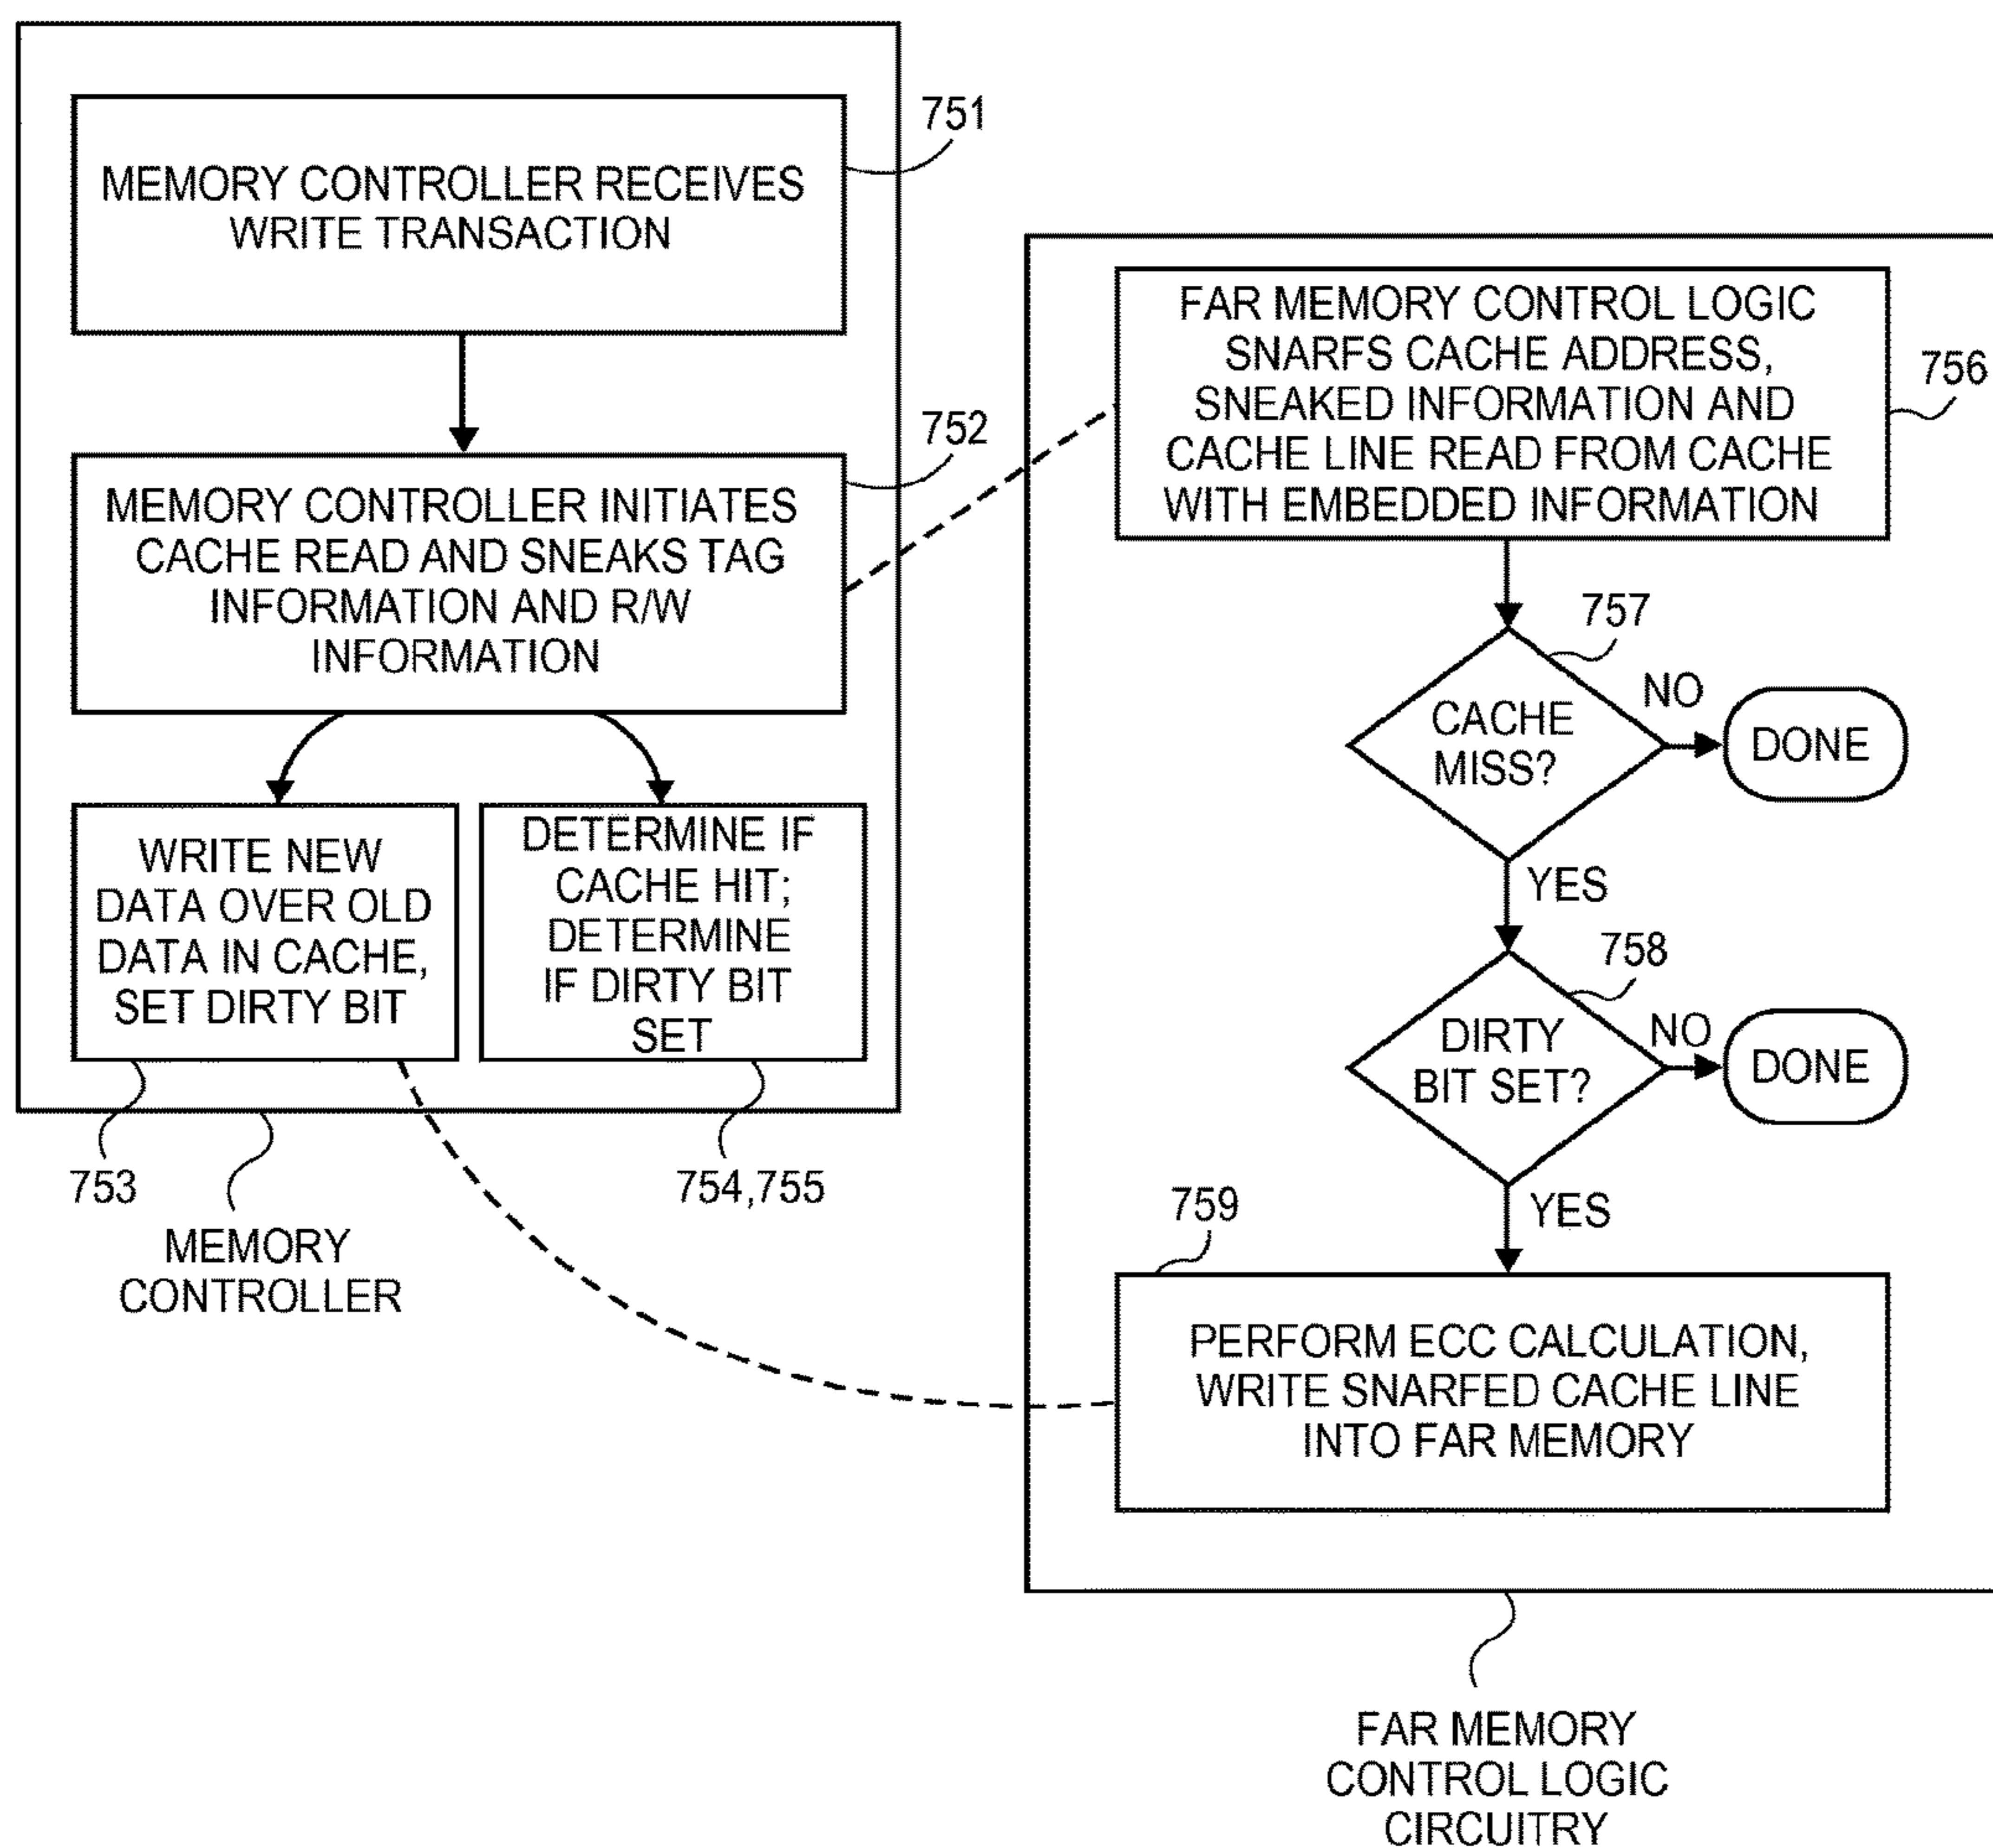 751
MEMORY CONTROLLER RECEIVES
WRITE TRANSACTION
752
MEMORY CONTROLLER INITIATES
CACHE READ AND SNEAKS TAG
INFORMATION AND R/W
INFORMATION
WRITE NEW
DATA OVER OLD
DATA IN CACHE,
SET DIRTY BIT
DETERMINE IF
CACHE HIT;
DETERMINE
IF DIRTY BIT
SET
753
754,755
MEMORY
CONTROLLER
FAR MEMORY CONTROL LOGIC
SNARFS CACHE ADDRESS,
SNEAKED INFORMATION AND
CACHE LINE READ FROM CACHE
WITH EMBEDDED INFORMATION
756
757
CACHE
MISS?
NO
DONE
YES
758
DIRTY
BIT SET?
NO
DONE
YES
759
PERFORM ECC CALCULATION,
WRITE SNARFED CACHE LINE
INTO FAR MEMORY
FAR MEMORY
CONTROL LOGIC
CIRCUITRY